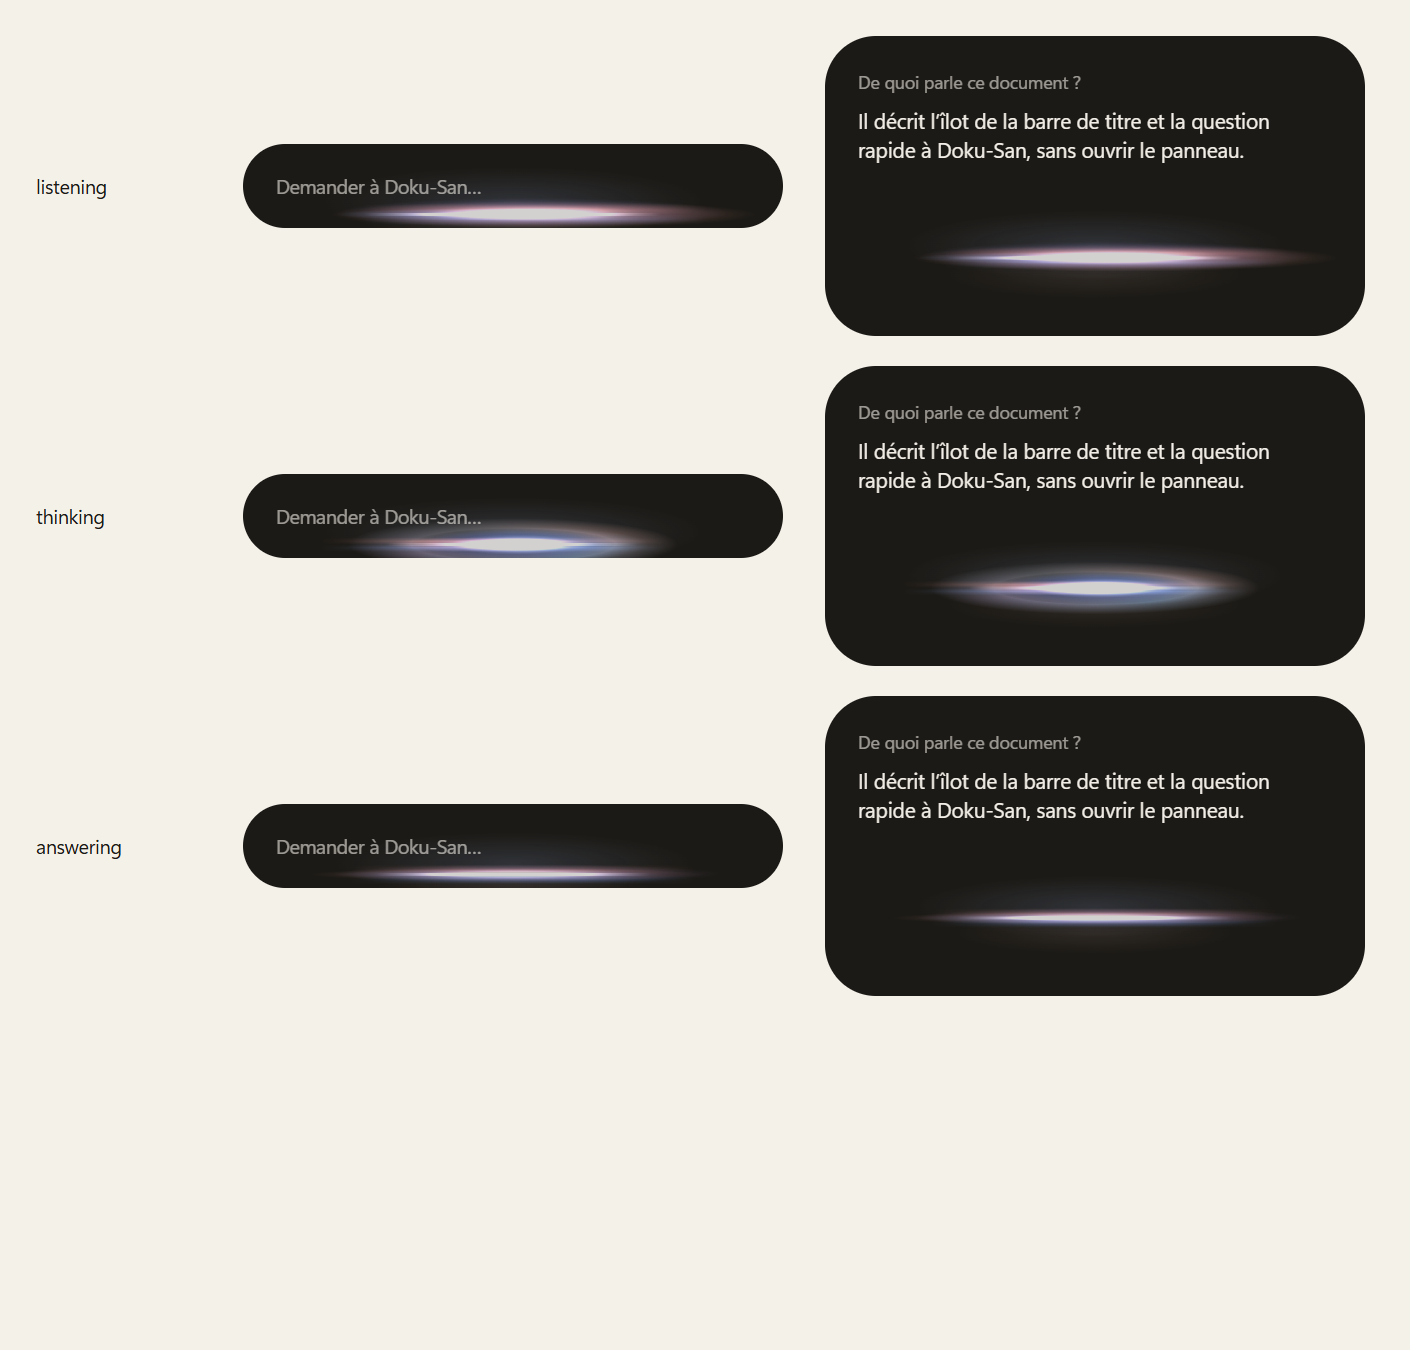 De quoi parle ce document ?
Il décrit l’îlot de la barre de titre et la question
rapide à Doku-San, sans ouvrir le panneau.
listening
Demander à Doku-San…
De quoi parle ce document ?
Il décrit l’îlot de la barre de titre et la question
rapide à Doku-San, sans ouvrir le panneau.
thinking
Demander à Doku-San…
De quoi parle ce document ?
Il décrit l’îlot de la barre de titre et la question
rapide à Doku-San, sans ouvrir le panneau.
answering
Demander à Doku-San…